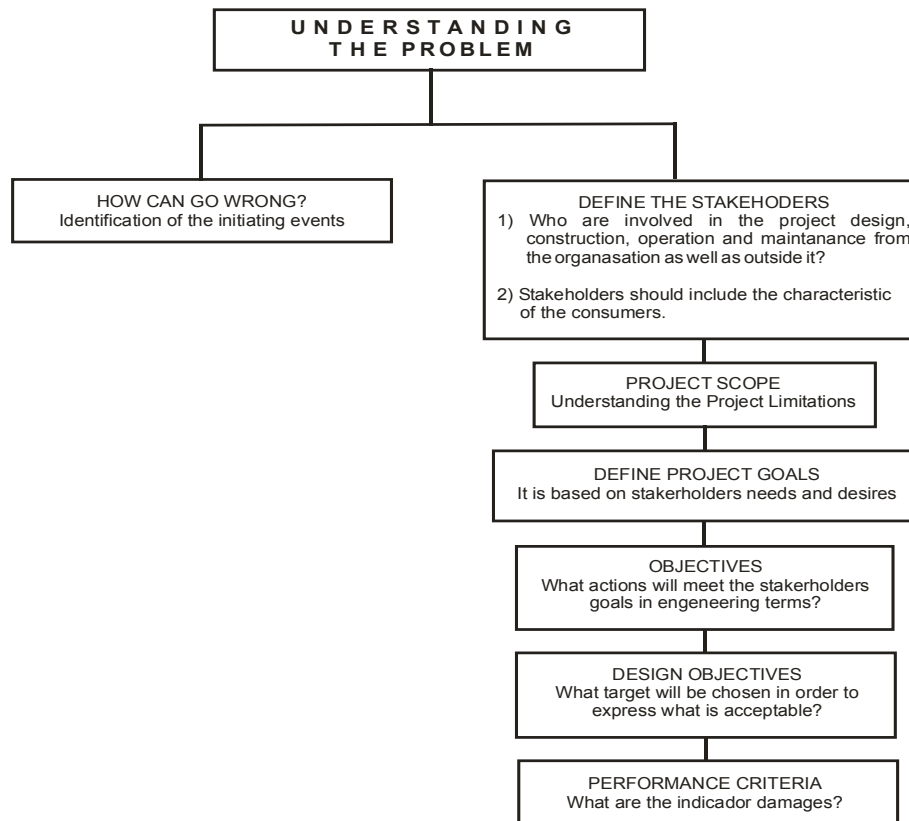 UNDERSTANDING
THE PROBLEM
HOW CAN GO WRONG?
Identification of the initiating events
DEFINE THE STAKEHODERS
1) Who are involved in the project design,
construction, operation and maintanance from
the organasation as well as outside it?
2) Stakeholders should include the characteristic
of the consumers.
PROJECT SCOPE
Understanding the Project Limitations
DEFINE PROJECT GOALS
It is based on stakerholders needs and desires
OBJECTIVES
What actions will meet the stakerholders
goals in engeneering terms?
DESIGN OBJECTIVES
What target will be chosen in order to
express what is acceptable?
PERFORMANCE CRITERIA
What are the indicador damages?